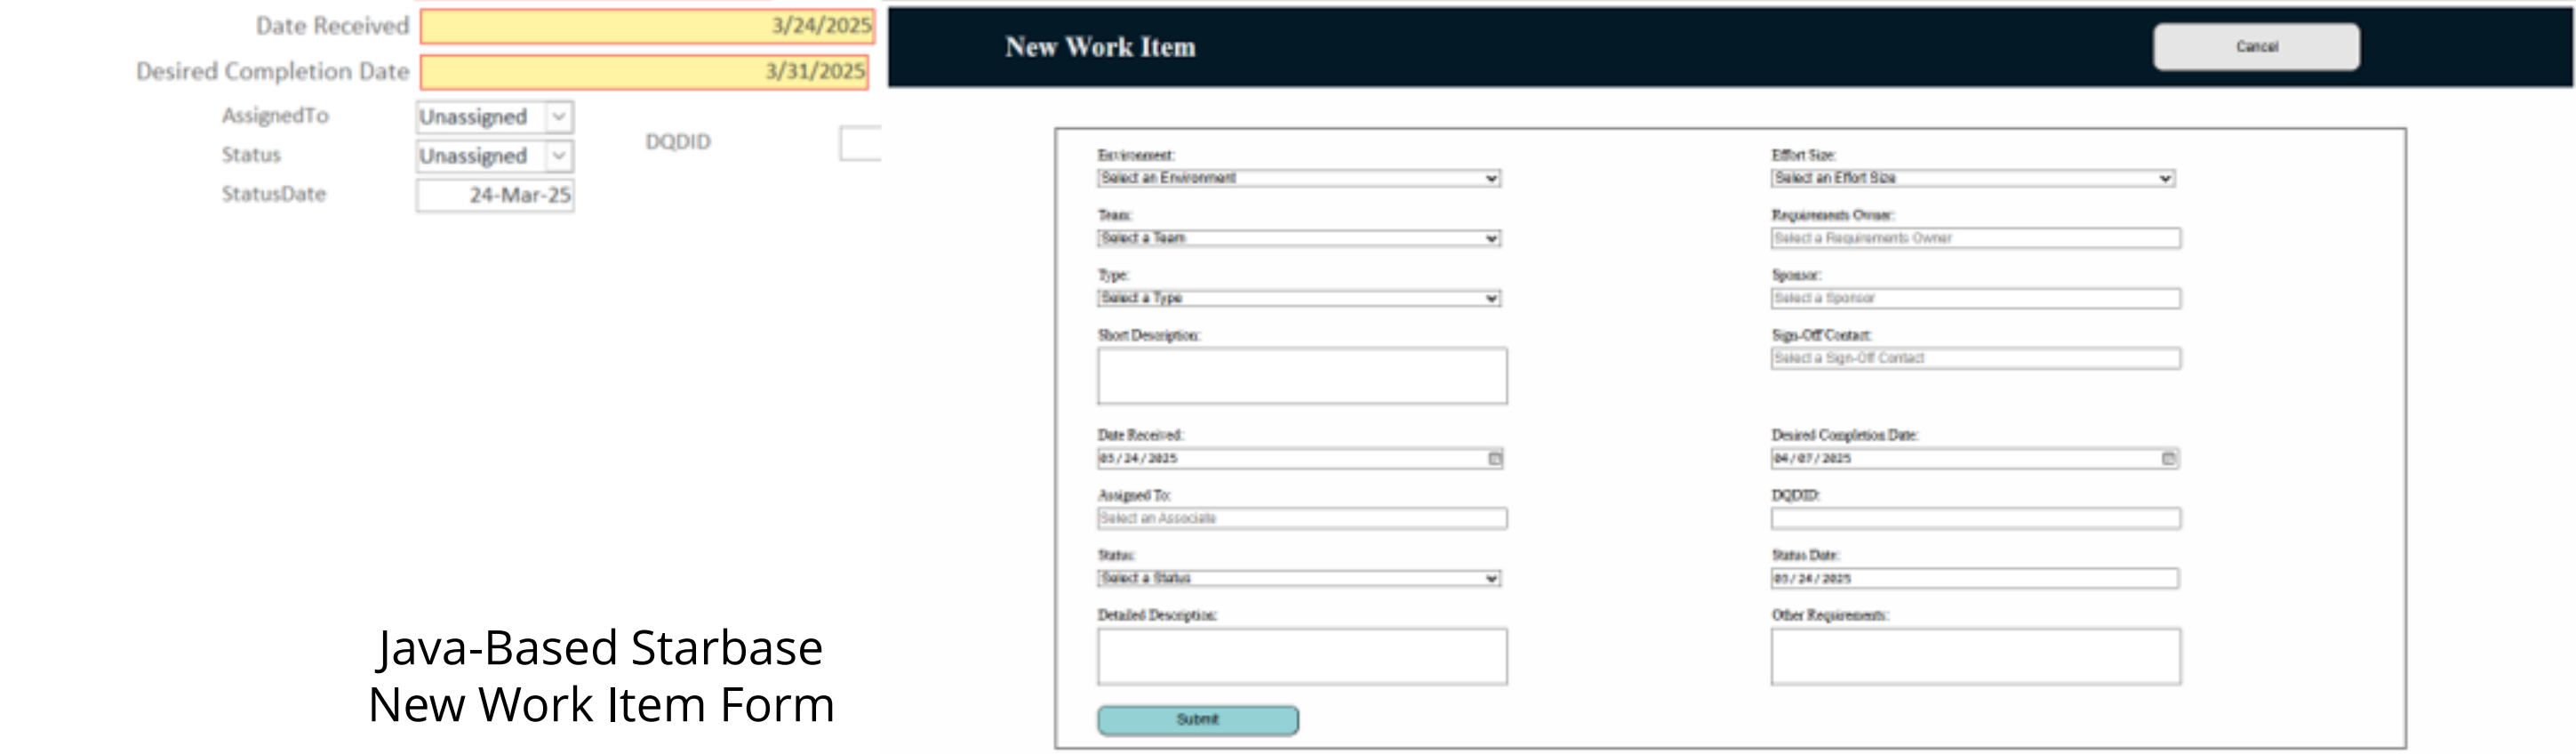 Date Received 3/24/2025
Desired Completion Date 3/31/2025
AssignedTo Unassigned
DQDID
Status Unassigned
StatusDate 24-Mar-25
Java-Based Starbase
New Work Item Form
New Work Item
Cancel
Environment: Effort Size:
Select an Environment Select an Effort Size
Team: Requirements Owner:
Select a Team Select a Requirements Owner
Type: Sponsor:
Select a Type Select a Sponsor
Short Description: Sign-Off Contact:
Select a Sign-Off Contact
Date Received: Desired Completion Date:
03/24/2025 04/07/2025
Assigned To: DQDID:
Select an Associate
Status: Status Date:
Select a Status 03/24/2025
Detailed Description: Other Requirements:
Submit